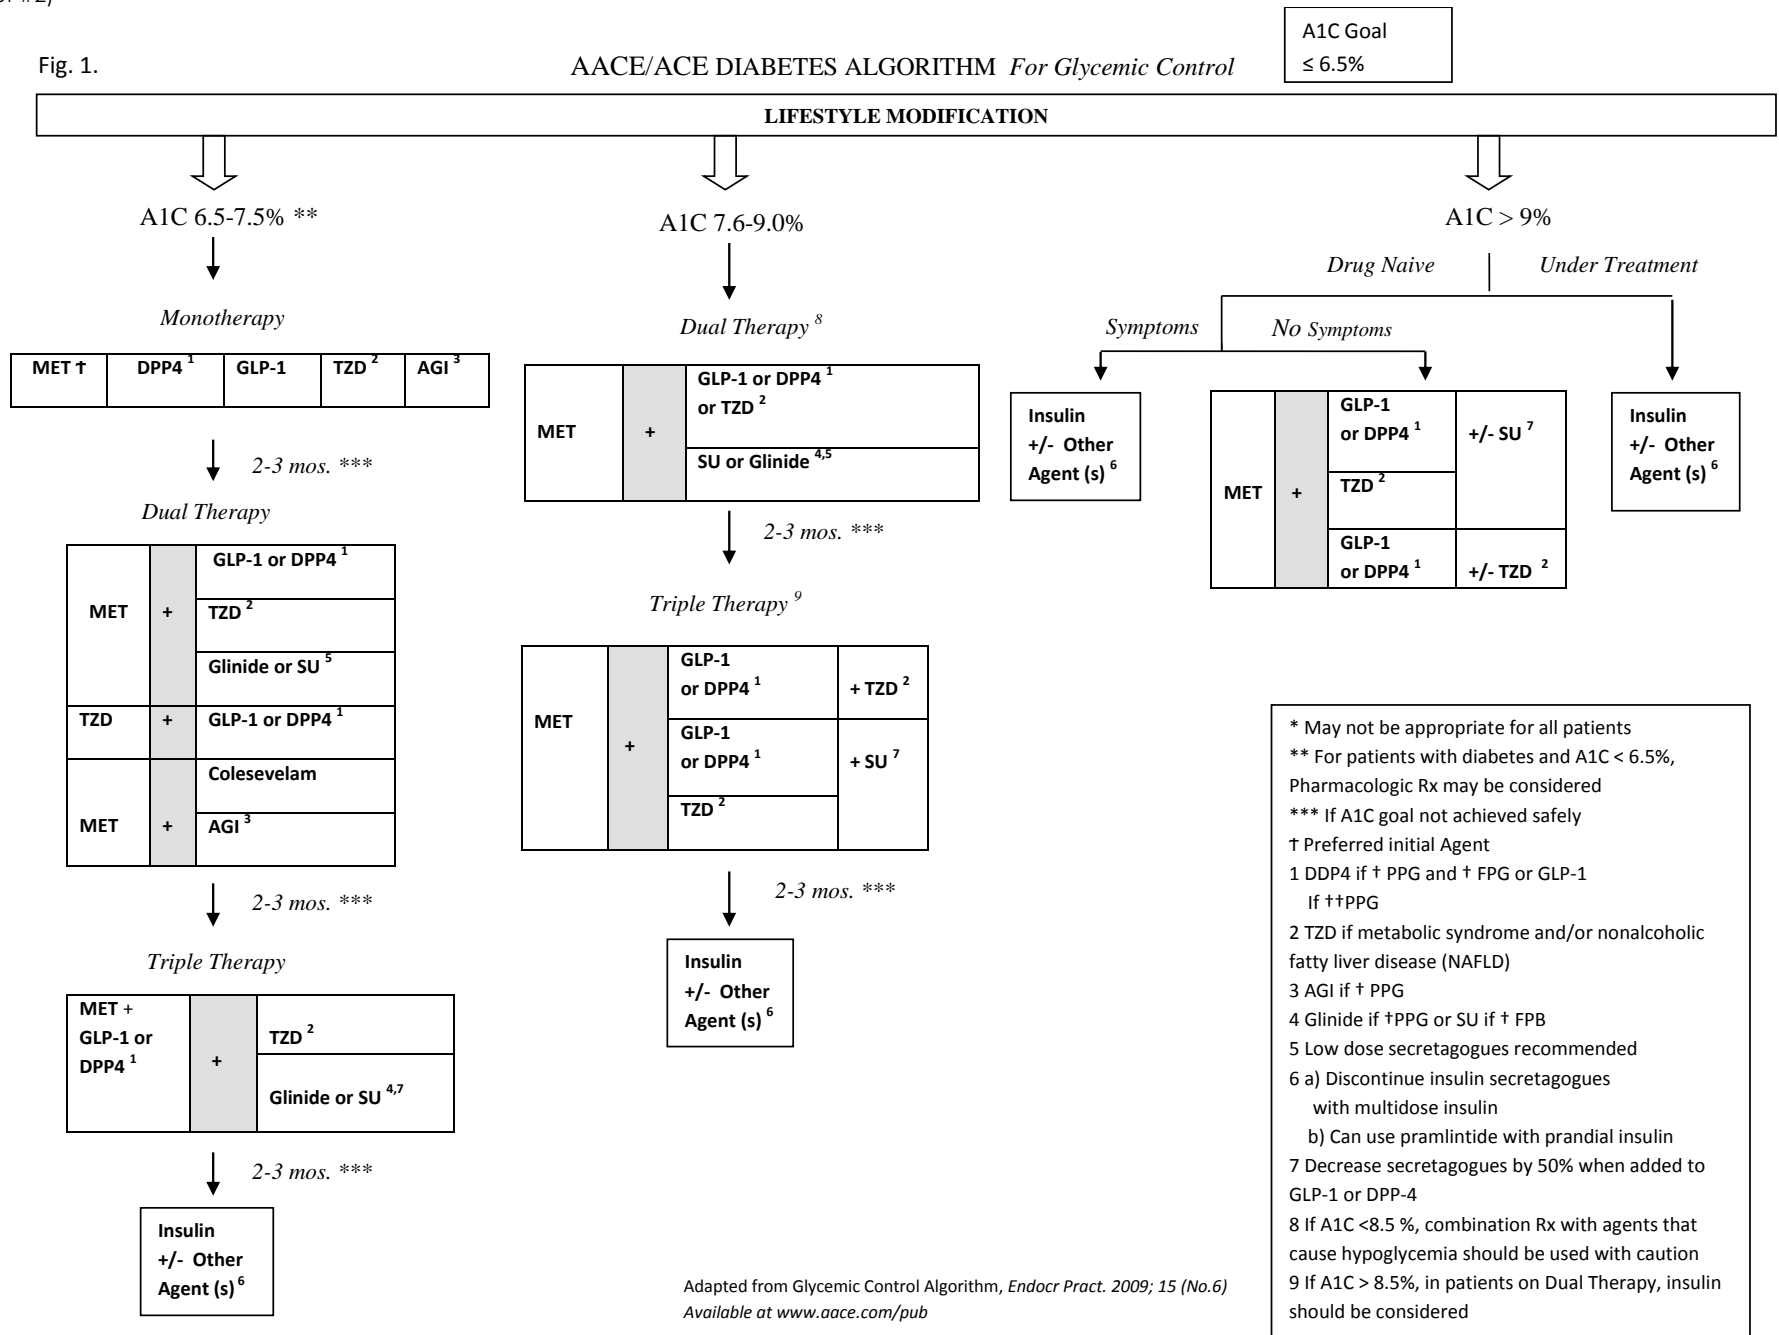 Fig. 1.
AACE/ACE DIABETES ALGORITHM For Glycemic Control
A1C Goal
≤ 6.5%
LIFESTYLE MODIFICATION
A1C 6.5-7.5% **
Monotherapy
MET † DPP4 1 GLP-1 TZD 2 AGI 3
2-3 mos. ***
Dual Therapy
MET + GLP-1 or DPP4 1
TZD 2
Glinide or SU 5
TZD + GLP-1 or DPP4 1
MET + Colesevelam
AGI 3
2-3 mos. ***
Triple Therapy
MET +
GLP-1 or
DPP4 1
+
TZD 2
Glinide or SU 4,7
2-3 mos. ***
Insulin
+/- Other
Agent (s) 6
A1C 7.6-9.0%
Dual Therapy 8
MET +
GLP-1 or DPP4 1
or TZD 2
SU or Glinide 4,5
2-3 mos. ***
Triple Therapy 9
MET +
GLP-1
or DPP4 1
+ TZD 2
GLP-1
or DPP4 1
+ SU 7
TZD 2
2-3 mos. ***
Insulin
+/- Other
Agent (s) 6
A1C > 9%
Drug Naive Under Treatment
Symptoms No Symptoms
Insulin
+/- Other
Agent (s) 6
MET +
GLP-1
or DPP4 1
+/- SU 7
TZD 2
GLP-1
or DPP4 1
+/- TZD 2
Insulin
+/- Other
Agent (s) 6
* May not be appropriate for all patients
** For patients with diabetes and A1C < 6.5%,
Pharmacologic Rx may be considered
*** If A1C goal not achieved safely
† Preferred initial Agent
1 DDP4 if † PPG and † FPG or GLP-1
If ††PPG
2 TZD if metabolic syndrome and/or nonalcoholic
fatty liver disease (NAFLD)
3 AGI if † PPG
4 Glinide if †PPG or SU if † FPB
5 Low dose secretagogues recommended
6 a) Discontinue insulin secretagogues
with multidose insulin
b) Can use pramlintide with prandial insulin
7 Decrease secretagogues by 50% when added to
GLP-1 or DPP-4
8 If A1C <8.5 %, combination Rx with agents that
cause hypoglycemia should be used with caution
9 If A1C > 8.5%, in patients on Dual Therapy, insulin
should be considered
Adapted from Glycemic Control Algorithm, Endocr Pract. 2009; 15 (No.6)
Available at www.aace.com/pub